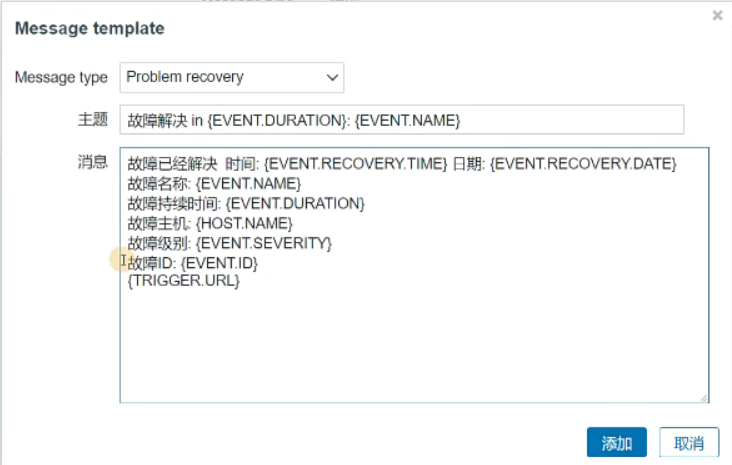 Message template
Message type Problem recovery
主题 故障解决 in {EVENT.DURATION}: {EVENT.NAME}
消息 故障已经解决 时间: {EVENT.RECOVERY.TIME} 日期: {EVENT.RECOVERY.DATE}
故障名称: {EVENT.NAME}
故障持续时间: {EVENT.DURATION}
故障主机: {HOST.NAME}
故障级别: {EVENT.SEVERITY}
故障ID: {EVENT.ID}
{TRIGGER.URL}
添加 取消